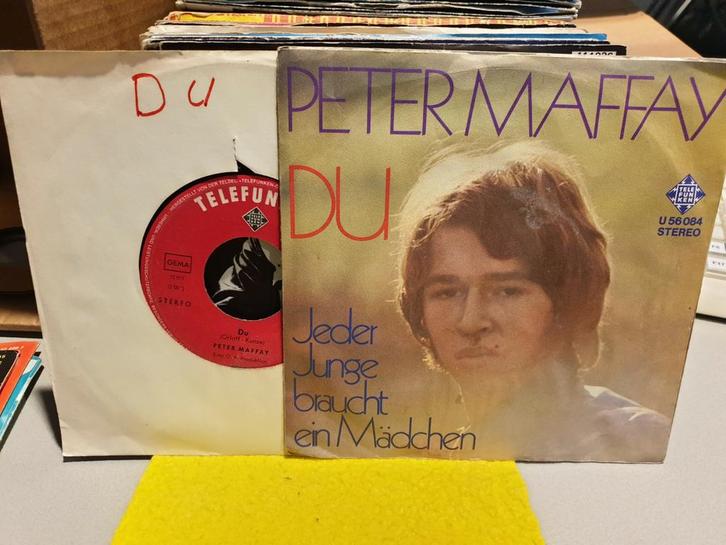 Du
TELEFUN
GEMA
STEREO
Du
PETER MAFFAY
PETER MAFFAY
DU
TELE
FUN
KEN
U 56 084
STEREO
Jeder
Junge
braucht
ein Mädchen